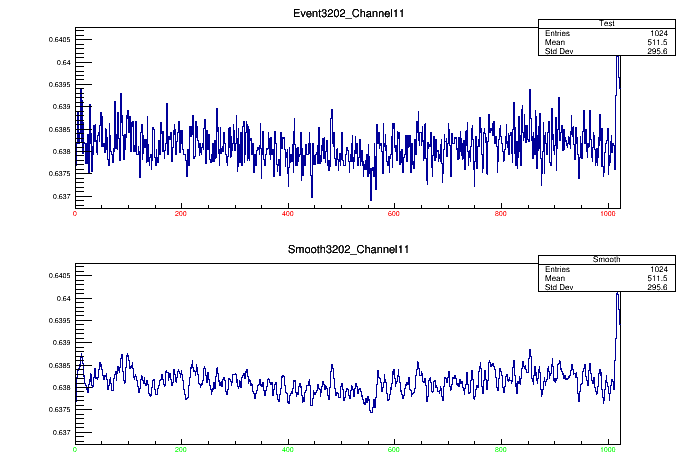 Event3202_Channel11
Test
Entries 1024
Mean 511.5
Std Dev 295.6
0.6405
0.64
0.6395
0.639
0.6385
0.638
0.6375
0.637
0 200 400 600 800 1000
Smooth3202_Channel11
Smooth
Entries 1024
Mean 511.5
Std Dev 295.6
0.6405
0.64
0.6395
0.639
0.6385
0.638
0.6375
0.637
0 200 400 600 800 1000